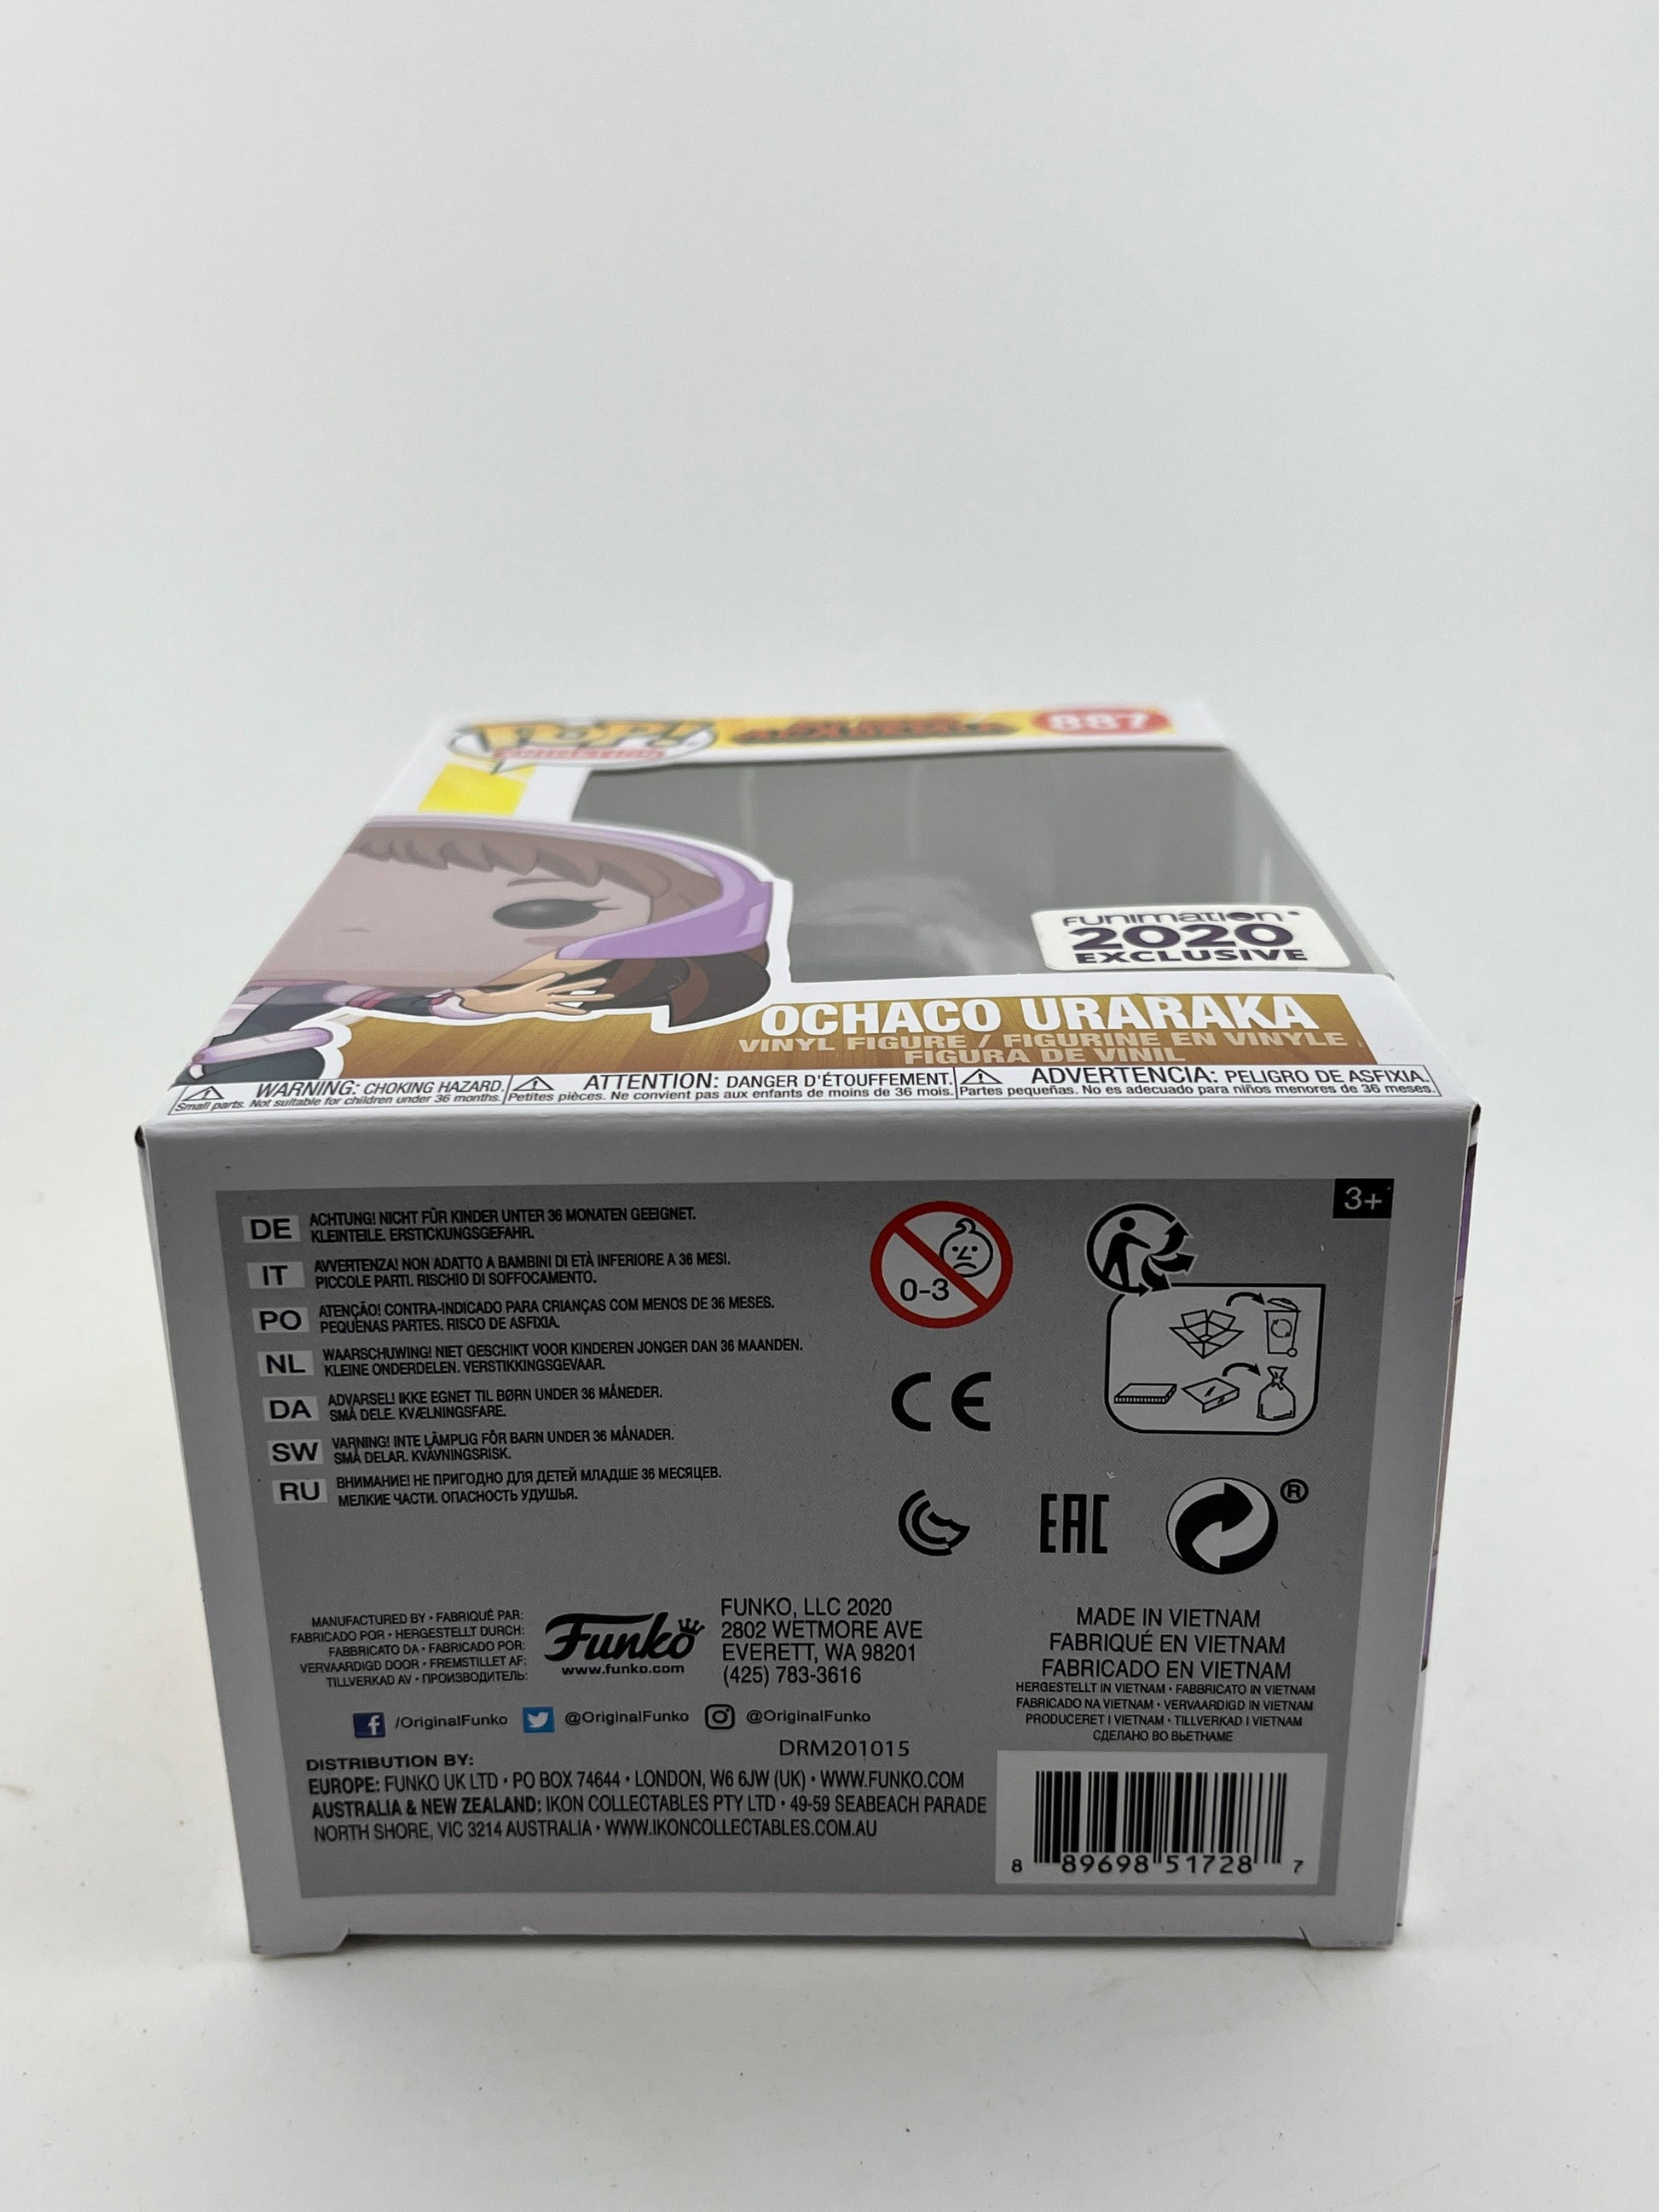 POP!
887
FUNIMATION
2020
EXCLUSIVE
OCHACO URARAKA
VINYL FIGURE / FIGURINE EN VINYLE /
FIGURA DE VINIL
WARNING: CHOKING HAZARD.
Small parts. Not suitable for children under 36 months.
ATTENTION: DANGER D'ÉTOUFFEMENT.
Petites pièces. Ne convient pas aux enfants de moins de 36 mois.
ADVERTENCIA: PELIGRO DE ASFIXIA.
Partes pequeñas. No es adecuado para niños menores de 36 meses.
3+
DE ACHTUNG! NICHT FÜR KINDER UNTER 36 MONATEN GEEIGNET.
KLEINTEILE. ERSTICKUNGSGEFAHR.
IT AVVERTENZA! NON ADATTO A BAMBINI DI ETÀ INFERIORE A 36 MESI.
PICCOLE PARTI. RISCHIO DI SOFFOCAMENTO.
PO ATENÇÃO! CONTRA-INDICADO PARA CRIANÇAS COM MENOS DE 36 MESES.
PEQUENAS PARTES. RISCO DE ASFIXIA.
NL WAARSCHUWING! NIET GESCHIKT VOOR KINDEREN JONGER DAN 36 MAANDEN.
KLEINE ONDERDELEN. VERSTIKKINGSGEVAAR.
DA ADVARSEL! IKKE EGNET TIL BØRN UNDER 36 MÅNEDER.
SMÅ DELE. KVÆLNINGSFARE.
SW VARNING! INTE LÄMPLIG FÖR BARN UNDER 36 MÅNADER.
SMÅ DELAR. KVÄVNINGSRISK.
RU ВНИМАНИЕ! НЕ ПРИГОДНО ДЛЯ ДЕТЕЙ МЛАДШЕ 36 МЕСЯЦЕВ.
МЕЛКИЕ ЧАСТИ. ОПАСНОСТЬ УДУШЬЯ.
0-3
CE
EAC
®
MANUFACTURED BY • FABRIQUÉ PAR:
FABRICADO POR • HERGESTELLT DURCH:
FABBRICATO DA • FABRICADO POR:
VERVAARDIGD DOOR • FREMSTILLET AF:
TILLVERKAD AV • ПРОИЗВОДИТЕЛЬ:
Funko
www.funko.com
FUNKO, LLC 2020
2802 WETMORE AVE
EVERETT, WA 98201
(425) 783-3616
/OriginalFunko @OriginalFunko @OriginalFunko
DRM201015
DISTRIBUTION BY:
EUROPE: FUNKO UK LTD • PO BOX 74644 • LONDON, W6 6JW (UK) • WWW.FUNKO.COM
AUSTRALIA & NEW ZEALAND: IKON COLLECTABLES PTY LTD • 49-59 SEABEACH PARADE
NORTH SHORE, VIC 3214 AUSTRALIA • WWW.IKONCOLLECTABLES.COM.AU
MADE IN VIETNAM
FABRIQUÉ EN VIETNAM
FABRICADO EN VIETNAM
HERGESTELLT IN VIETNAM • FABBRICATO IN VIETNAM
FABRICADO NA VIETNAM • VERVAARDIGD IN VIETNAM
PRODUCERET I VIETNAM • TILLVERKAD I VIETNAM
СДЕЛАНО ВО ВЬЕТНАМЕ
8 89698 51728 7